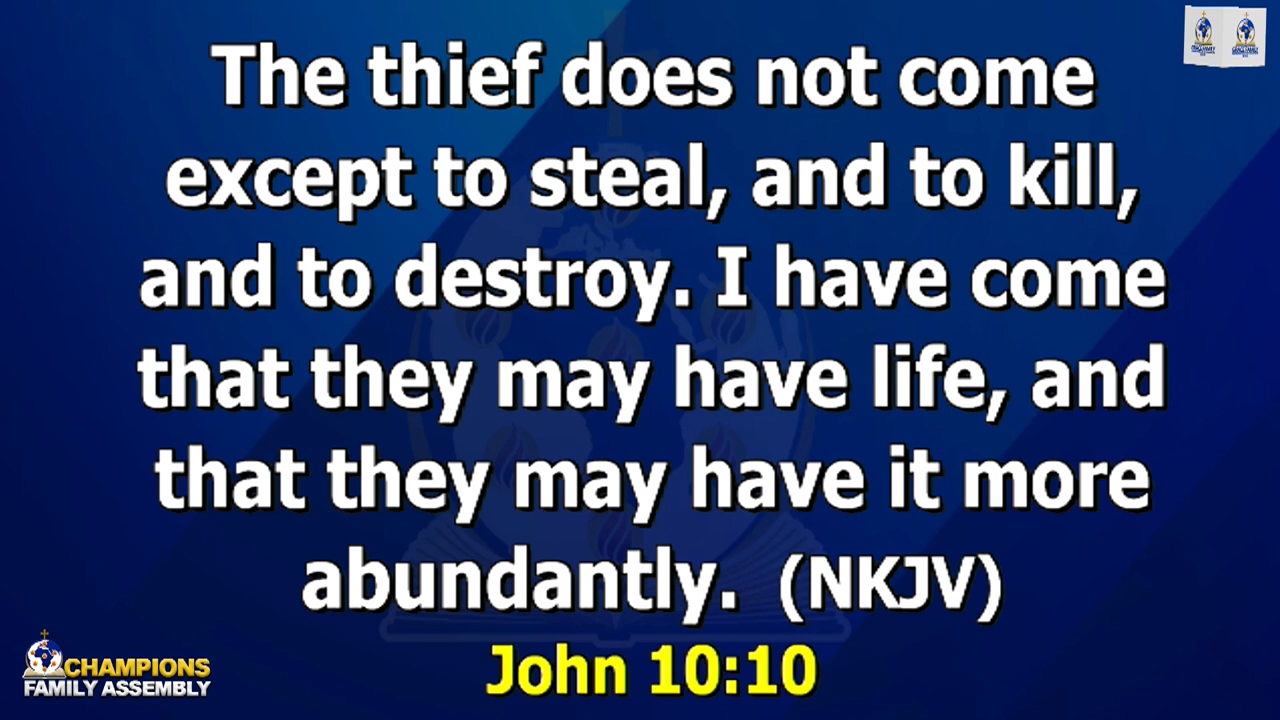 The thief does not come
except to steal, and to kill,
and to destroy. I have come
that they may have life, and
that they may have it more
abundantly. (NKJV)
John 10:10
CHAMPIONS
FAMILY ASSEMBLY